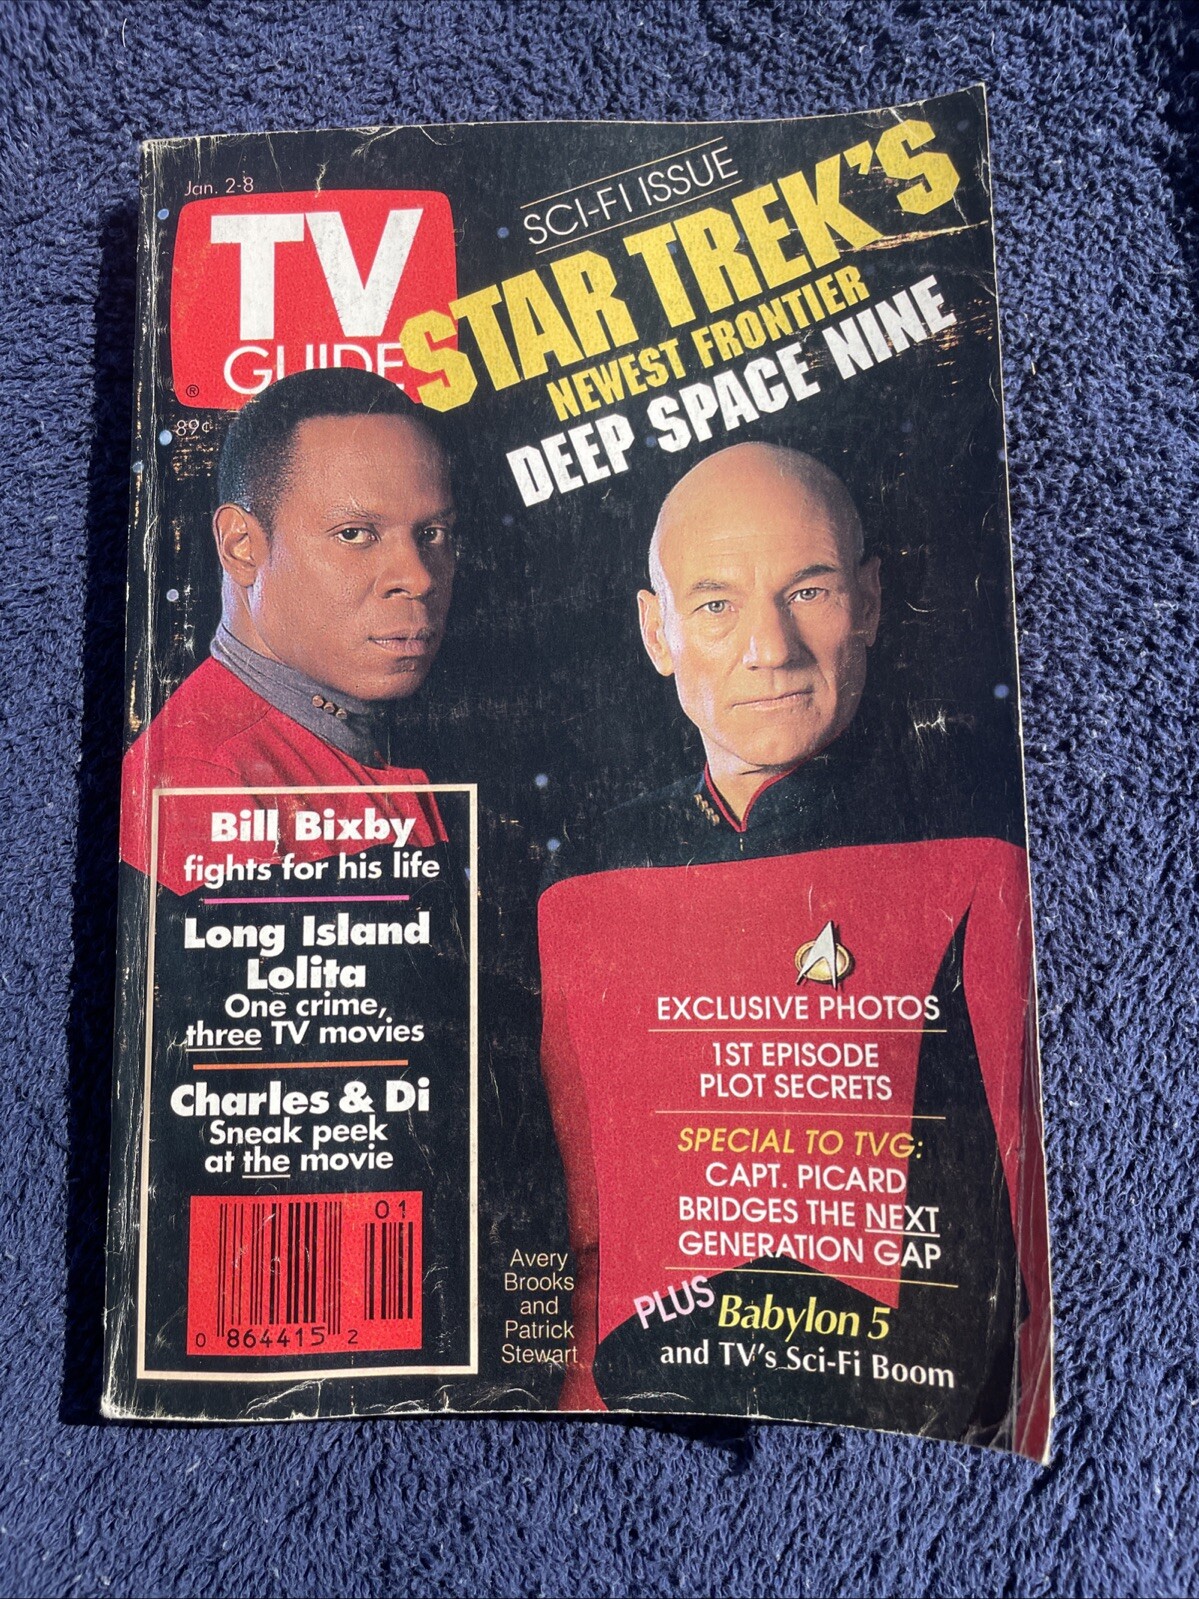 Jan. 2-8
TV
GUIDE
®
89¢
SCI-FI ISSUE
STAR TREK'S
NEWEST FRONTIER
DEEP SPACE NINE
Bill Bixby
fights for his life
Long Island
Lolita
One crime,
three TV movies
Charles & Di
Sneak peek
at the movie
01
0 864415 2
Avery
Brooks
and
Patrick
Stewart
EXCLUSIVE PHOTOS
1ST EPISODE
PLOT SECRETS
SPECIAL TO TVG:
CAPT. PICARD
BRIDGES THE NEXT
GENERATION GAP
PLUS Babylon 5
and TV's Sci-Fi Boom